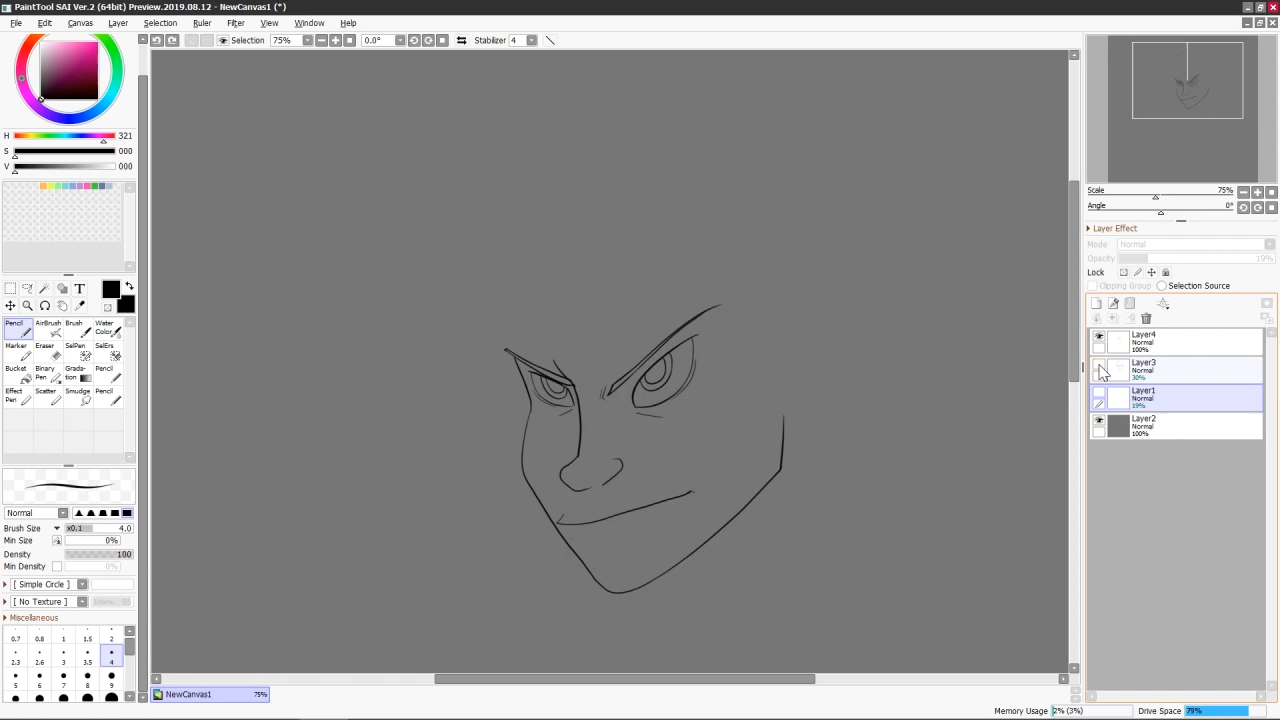 PaintTool SAI Ver.2 (64bit) Preview.2019.08.12 - NewCanvas1 (*)
File Edit Canvas Layer Selection Ruler Filter View Window Help
Selection 75% 0.0° Stabilizer 4
H 321
S 000
V 000
Scale 75%
Angle 0°
Layer Effect
Mode Normal
Opacity 19%
Lock
Clipping Group Selection Source
T
Pencil AirBrush Brush Water Color
Marker Eraser SelPen SelErs
Bucket Binary Pen Gradation Pencil
Effect Pen Scatter Smudge Pencil
Layer4
Normal
100%
Layer3
Normal
30%
Layer1
Normal
19%
Layer2
Normal
100%
Normal
Brush Size x0.1 4.0
Min Size 0%
Density 100
Min Density 0%
[ Simple Circle ]
[ No Texture ]
Miscellaneous
0.7 0.8 1 1.5 2
2.3 2.6 3 3.5 4
5 6 7 8 9
NewCanvas1 75%
Memory Usage 2% (3%) Drive Space 79%